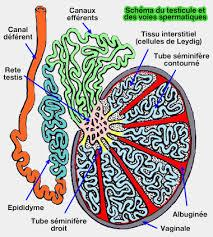 Schéma du testicule et
des voies spermatiques
Canaux
efférents
Canal
déférent
Tissu interstitiel
(cellules de Leydig)
Tube séminifère
contourné
Rete
testis
Epididyme
Tube séminifère
droit
Vaginale
Albuginée